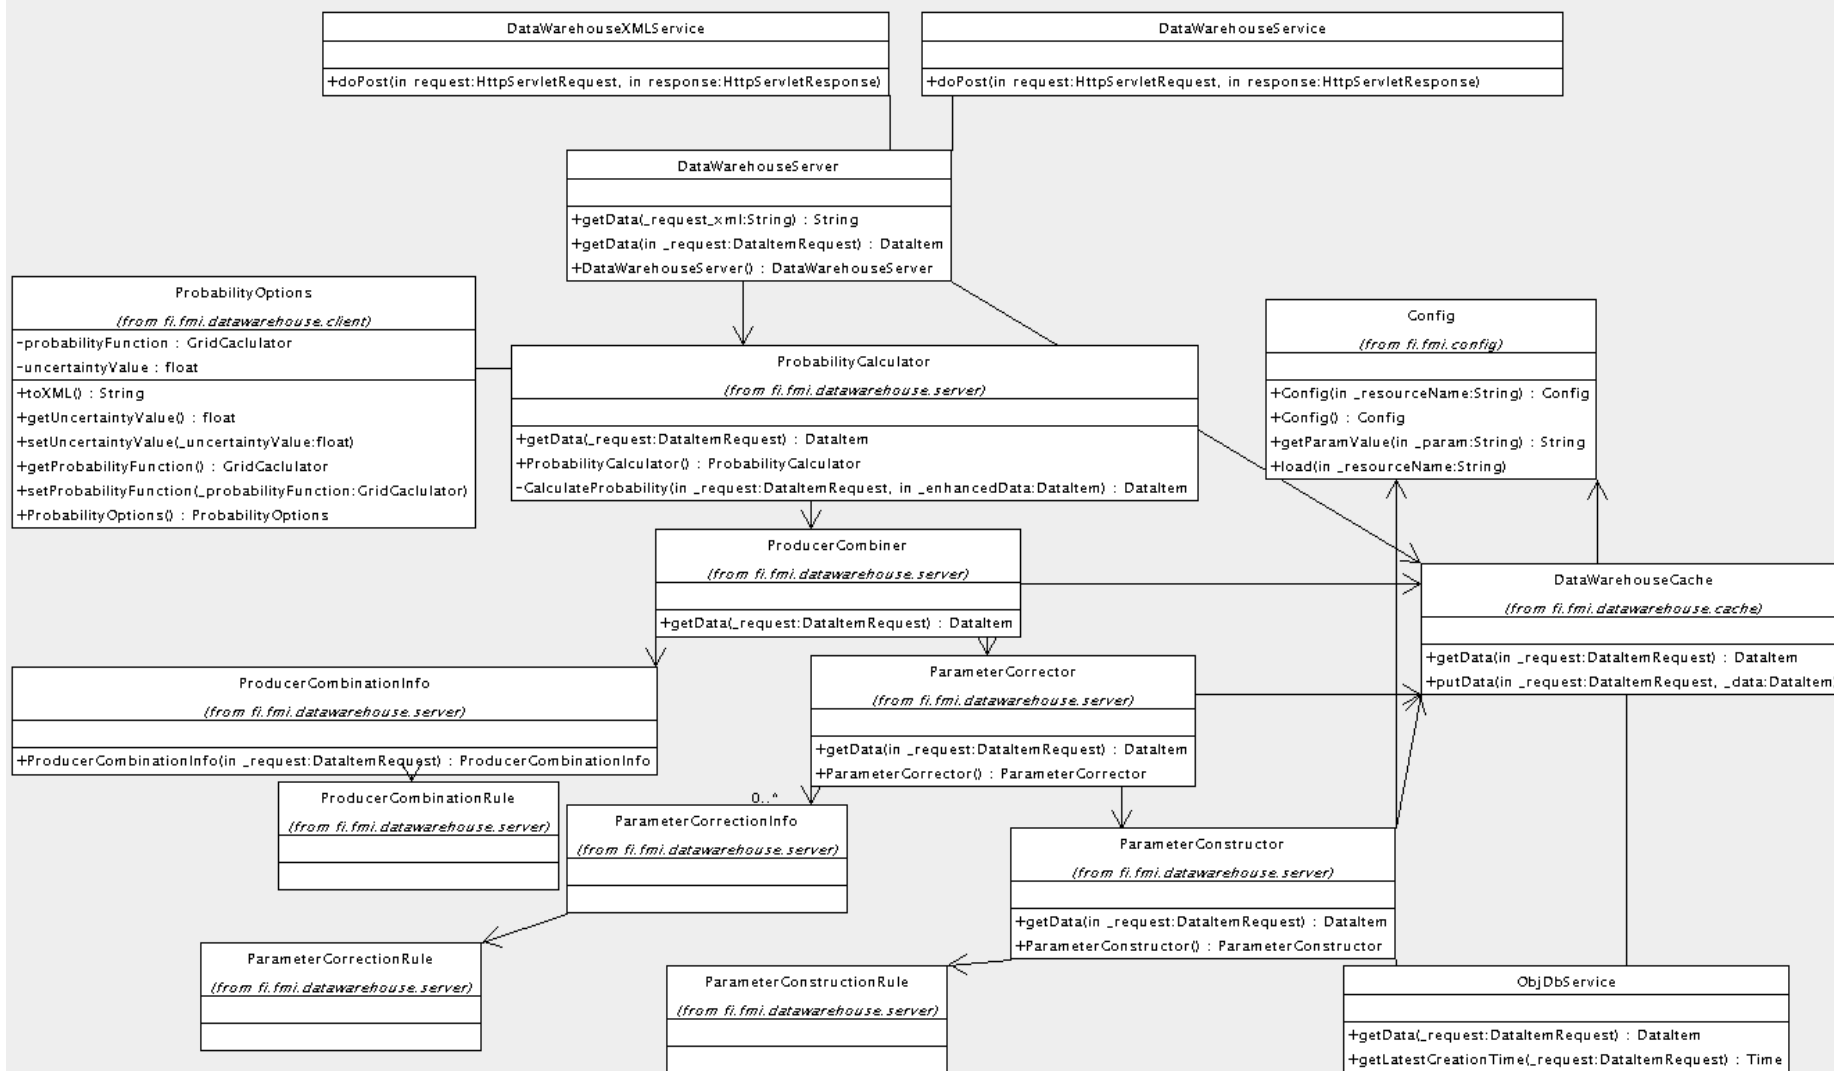 DataWarehouseXMLService
+doPost(in request:HttpServletRequest, in response:HttpServletResponse)
DataWarehouseService
+doPost(in request:HttpServletRequest, in response:HttpServletResponse)
DataWarehouseServer
+getData(_request_xml:String) : String
+getData(in _request:DataItemRequest) : DataItem
+DataWarehouseServer() : DataWarehouseServer
ProbabilityOptions
(from fi.fmi.datawarehouse.client)
-probabilityFunction : GridCaclulator
-uncertaintyValue : float
+toXML() : String
+getUncertaintyValue() : float
+setUncertaintyValue(_uncertaintyValue:float)
+getProbabilityFunction() : GridCaclulator
+setProbabilityFunction(_probabilityFunction:GridCaclulator)
+ProbabilityOptions() : ProbabilityOptions
ProbabilityCalculator
(from fi.fmi.datawarehouse.server)
+getData(_request:DataItemRequest) : DataItem
+ProbabilityCalculator() : ProbabilityCalculator
-CalculateProbability(in _request:DataItemRequest, in _enhancedData:DataItem) : DataItem
Config
(from fi.fmi.config)
+Config(in _resourceName:String) : Config
+Config() : Config
+getParamValue(in _param:String) : String
+load(in _resourceName:String)
ProducerCombiner
(from fi.fmi.datawarehouse.server)
+getData(_request:DataItemRequest) : DataItem
DataWarehouseCache
(from fi.fmi.datawarehouse.cache)
+getData(in _request:DataItemRequest) : DataItem
+putData(in _request:DataItemRequest, _data:DataItem)
ProducerCombinationInfo
(from fi.fmi.datawarehouse.server)
+ProducerCombinationInfo(in _request:DataItemRequest) : ProducerCombinationInfo
ParameterCorrector
(from fi.fmi.datawarehouse.server)
+getData(in _request:DataItemRequest) : DataItem
+ParameterCorrector() : ParameterCorrector
ProducerCombinationRule
(from fi.fmi.datawarehouse.server)
0..*
ParameterCorrectionInfo
(from fi.fmi.datawarehouse.server)
ParameterConstructor
(from fi.fmi.datawarehouse.server)
+getData(in _request:DataItemRequest) : DataItem
+ParameterConstructor() : ParameterConstructor
ParameterCorrectionRule
(from fi.fmi.datawarehouse.server)
ParameterConstructionRule
(from fi.fmi.datawarehouse.server)
ObjDbService
+getData(_request:DataItemRequest) : DataItem
+getLatestCreationTime(_request:DataItemRequest) : Time